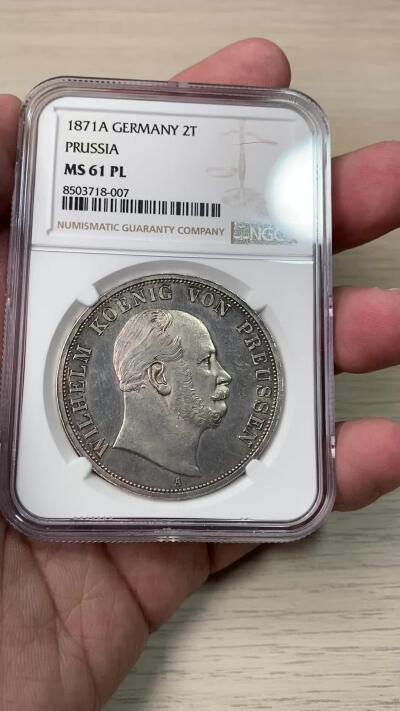 1871A GERMANY 2T
PRUSSIA
MS 61 PL
8503718-007
NUMISMATIC GUARANTY COMPANY
NGC
WILHELM KOENIG VON PREUSSEN
A